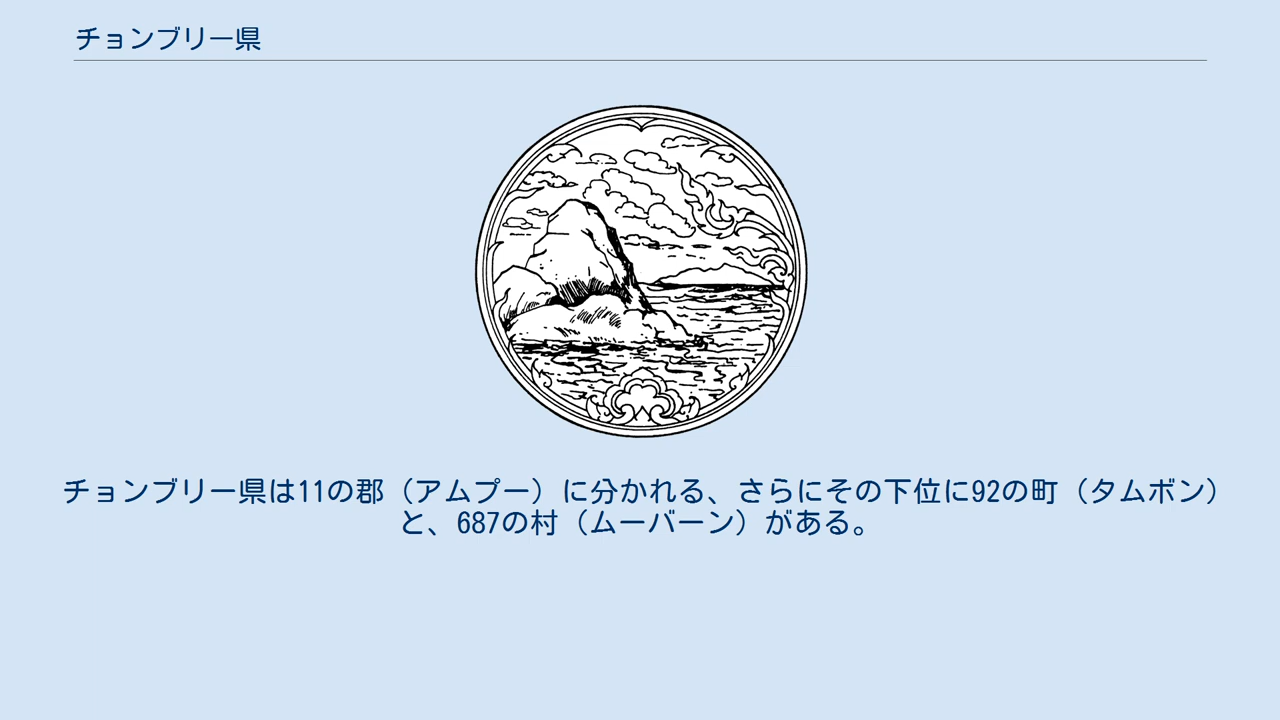 チョンブリー県
チョンブリー県は11の郡（アムプー）に分かれる、さらにその下位に92の町（タムボン）
と、687の村（ムーバーン）がある。